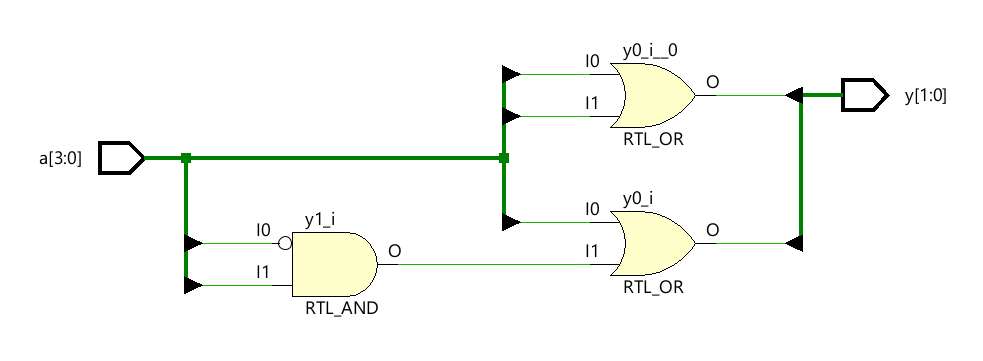 y0_i__0
I0
O
I1
y[1:0]
RTL_OR
a[3:0]
y0_i
I0
y1_i
O
I0
O
I1
I1
RTL_OR
RTL_AND